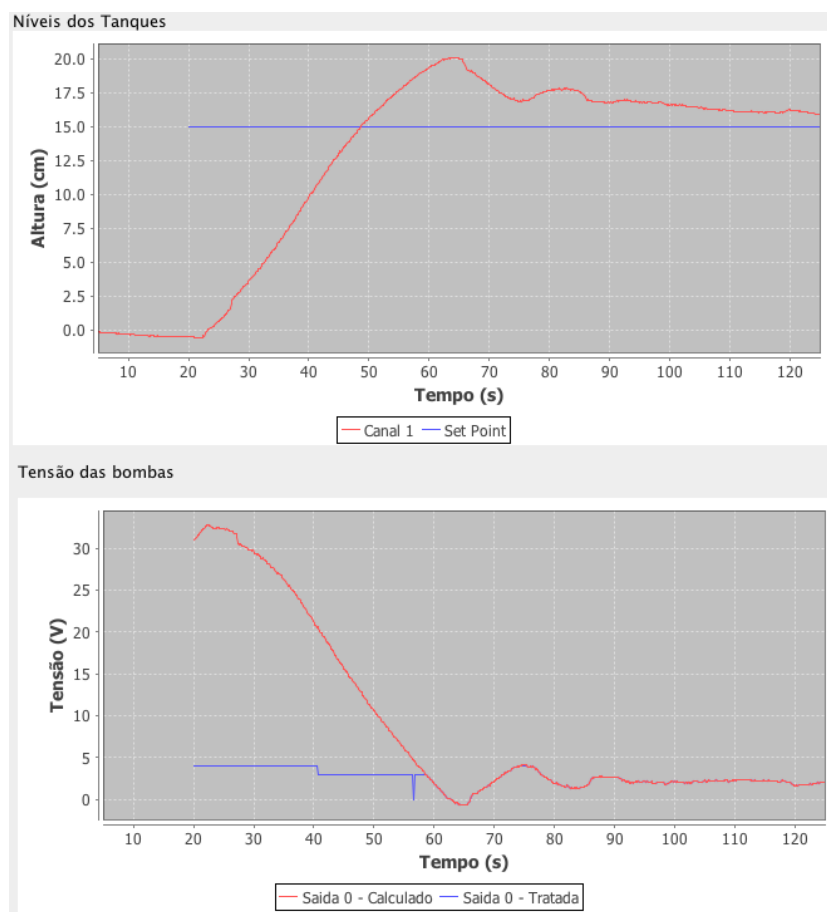 Níveis dos Tanques
20.0
17.5
15.0
12.5
10.0
7.5
5.0
2.5
0.0
Altura (cm)
10 20 30 40 50 60 70 80 90 100 110 120
Tempo (s)
Canal 1 Set Point
Tensão das bombas
30
25
20
15
10
5
0
Tensão (V)
10 20 30 40 50 60 70 80 90 100 110 120
Tempo (s)
Saida 0 - Calculado Saida 0 - Tratada